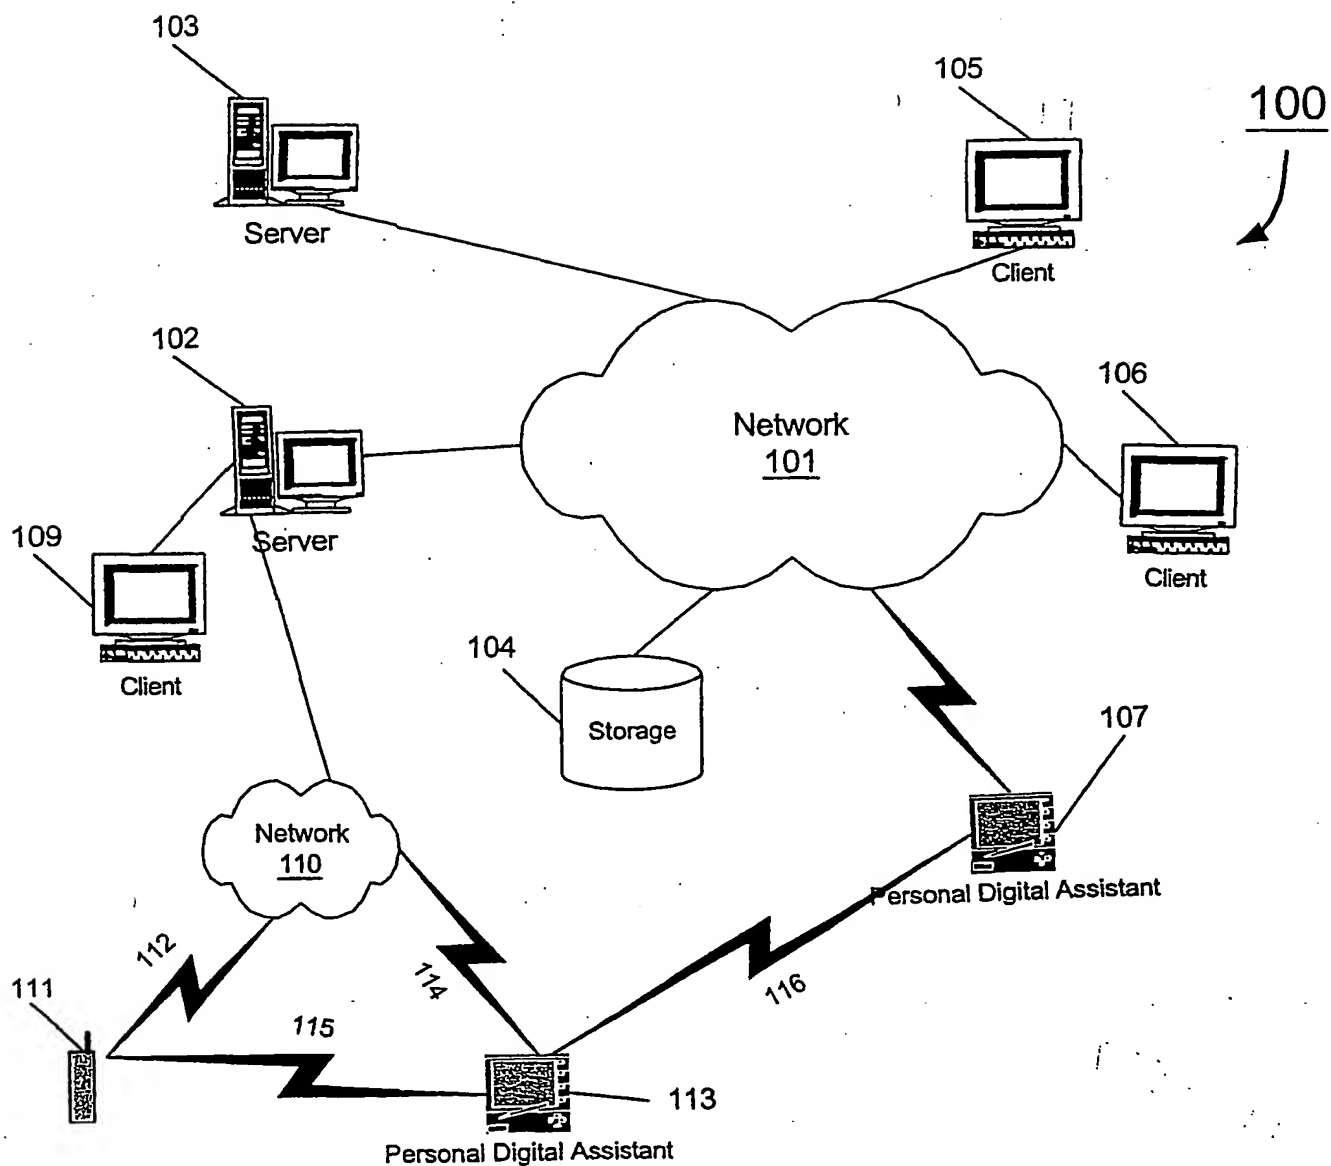 103
105
100
Server
Client
102
106
Network
101
109
Server
Client
Client
104
Storage
107
Network
110
Personal Digital Assistant
112
114
116
111
115
113
Personal Digital Assistant